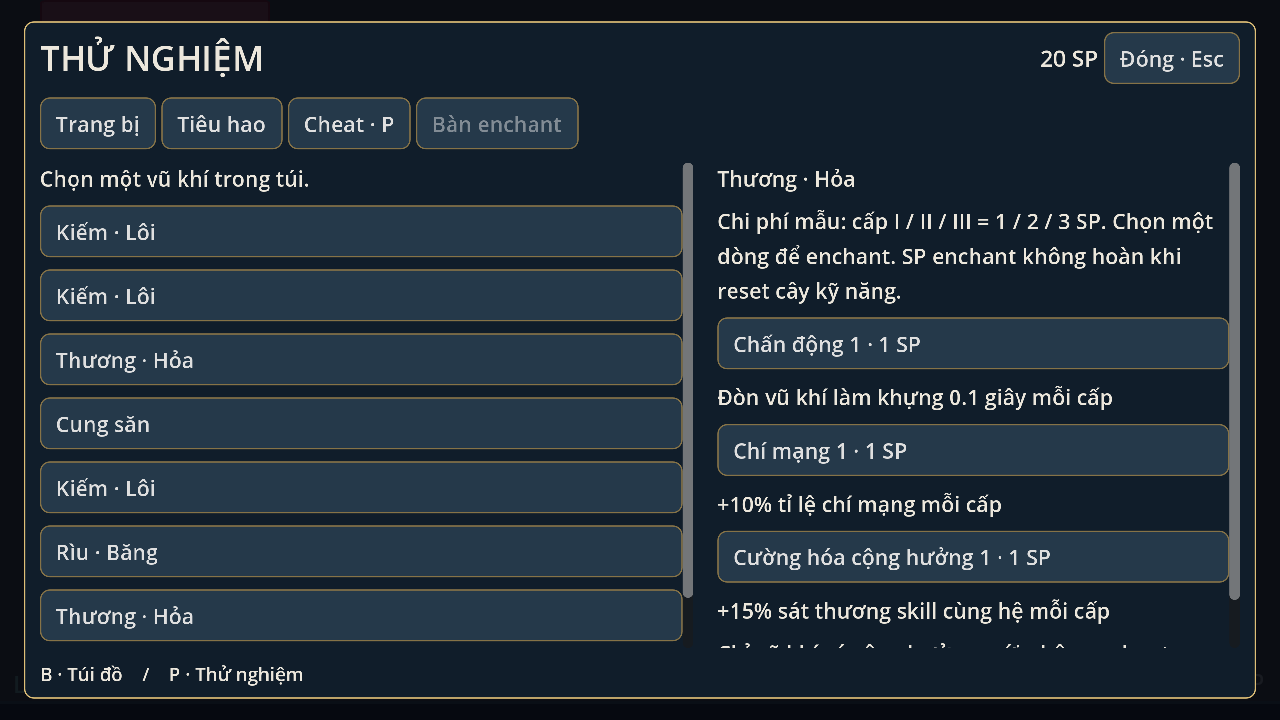 THỬ NGHIỆM
20 SP
Đóng · Esc
Trang bị
Tiêu hao
Cheat · P
Bàn enchant
Chọn một vũ khí trong túi.
Kiếm · Lôi
Kiếm · Lôi
Thương · Hỏa
Cung săn
Kiếm · Lôi
Rìu · Băng
Thương · Hỏa
Thương · Hỏa
Chi phí mẫu: cấp I / II / III = 1 / 2 / 3 SP. Chọn một
dòng để enchant. SP enchant không hoàn khi
reset cây kỹ năng.
Chấn động 1 · 1 SP
Đòn vũ khí làm khựng 0.1 giây mỗi cấp
Chí mạng 1 · 1 SP
+10% tỉ lệ chí mạng mỗi cấp
Cường hóa cộng hưởng 1 · 1 SP
+15% sát thương skill cùng hệ mỗi cấp
B · Túi đồ / P · Thử nghiệm